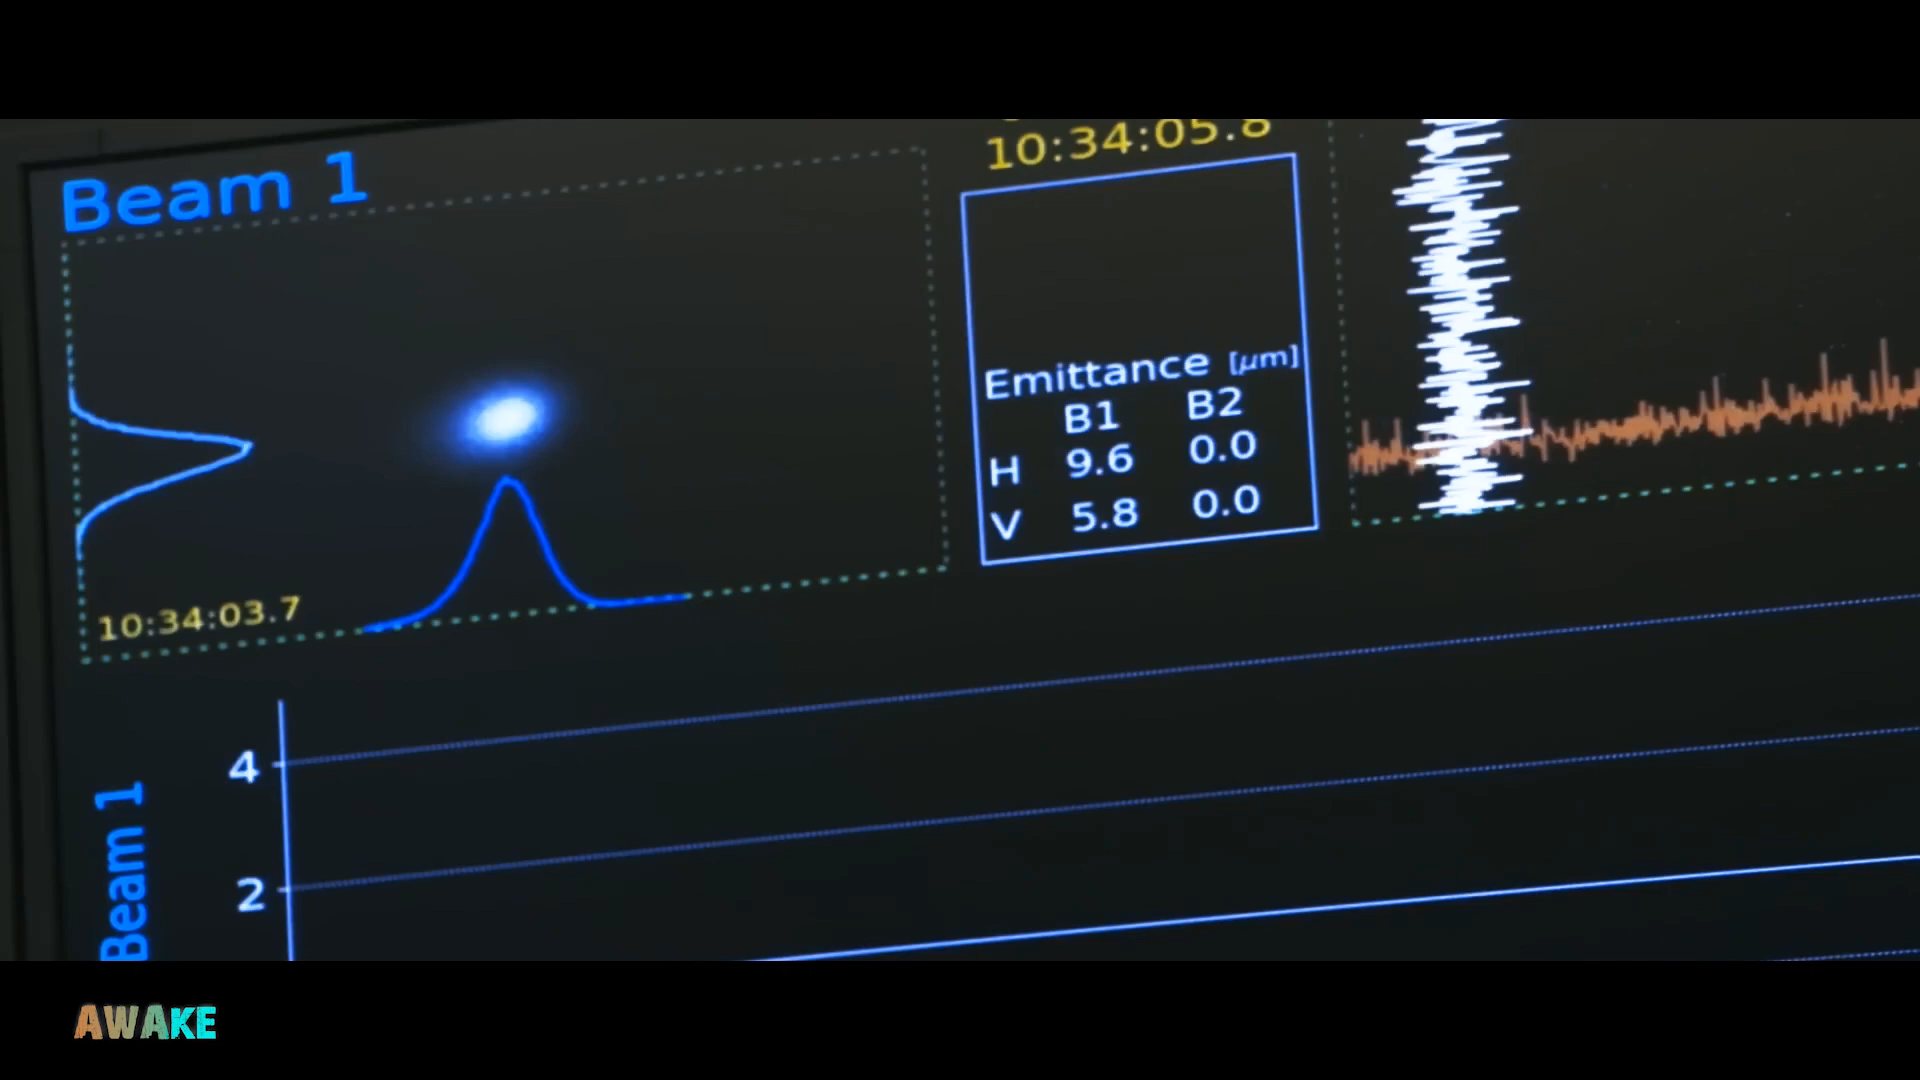 Beam 1
10:34:05.8
Emittance [μm]
B1 B2
H 9.6 0.0
V 5.8 0.0
10:34:03.7
4
2
Beam 1
AWAKE